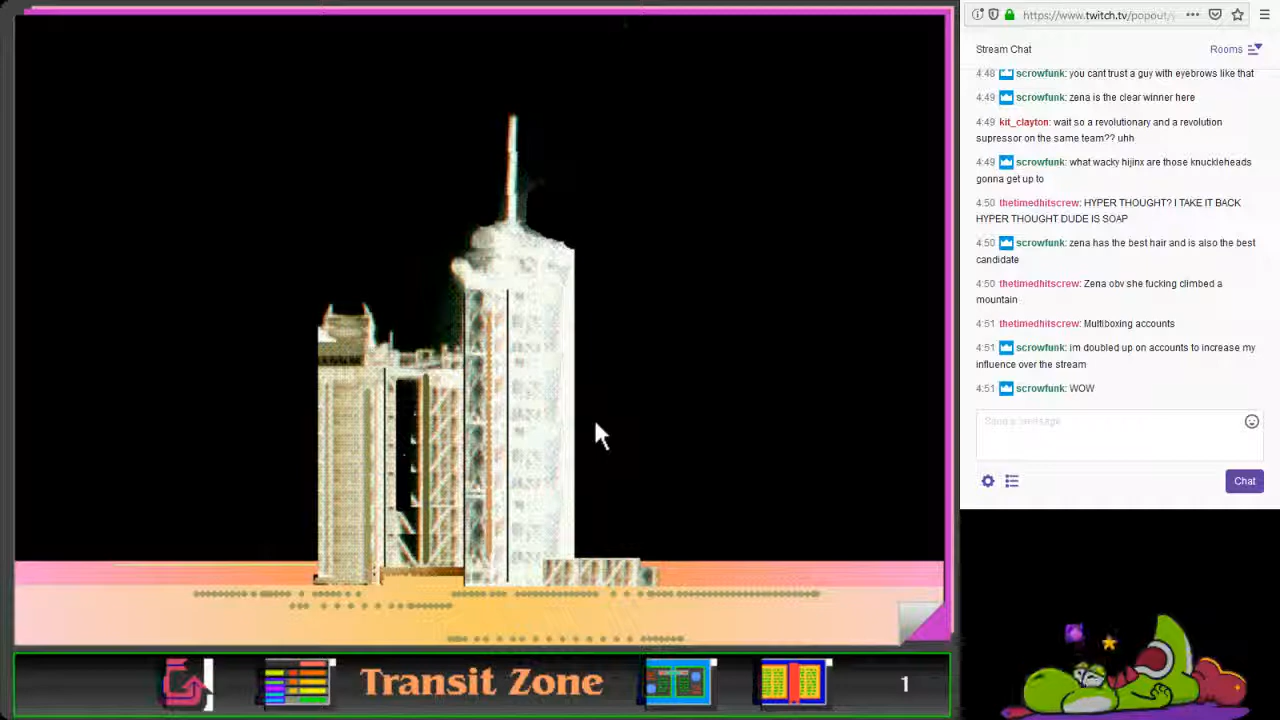 https://www.twitch.tv/popout/
Stream Chat
Rooms
4:48 scrowfunk: you cant trust a guy with eyebrows like that
4:49 scrowfunk: zena is the clear winner here
4:49 kit_clayton: wait so a revolutionary and a revolution
supressor on the same team?? uhh
4:49 scrowfunk: what wacky hijinx are those knuckleheads
gonna get up to
4:50 thetimedhitscrew: HYPER THOUGHT? I TAKE IT BACK
HYPER THOUGHT DUDE IS SOAP
4:50 scrowfunk: zena has the best hair and is also the best
candidate
4:50 thetimedhitscrew: Zena obv she fucking climbed a
mountain
4:51 thetimedhitscrew: Multiboxing accounts
4:51 scrowfunk: im doubled up on accounts to increase my
influence over the stream
4:51 scrowfunk: WOW
Send a message
Chat
Transit Zone
1